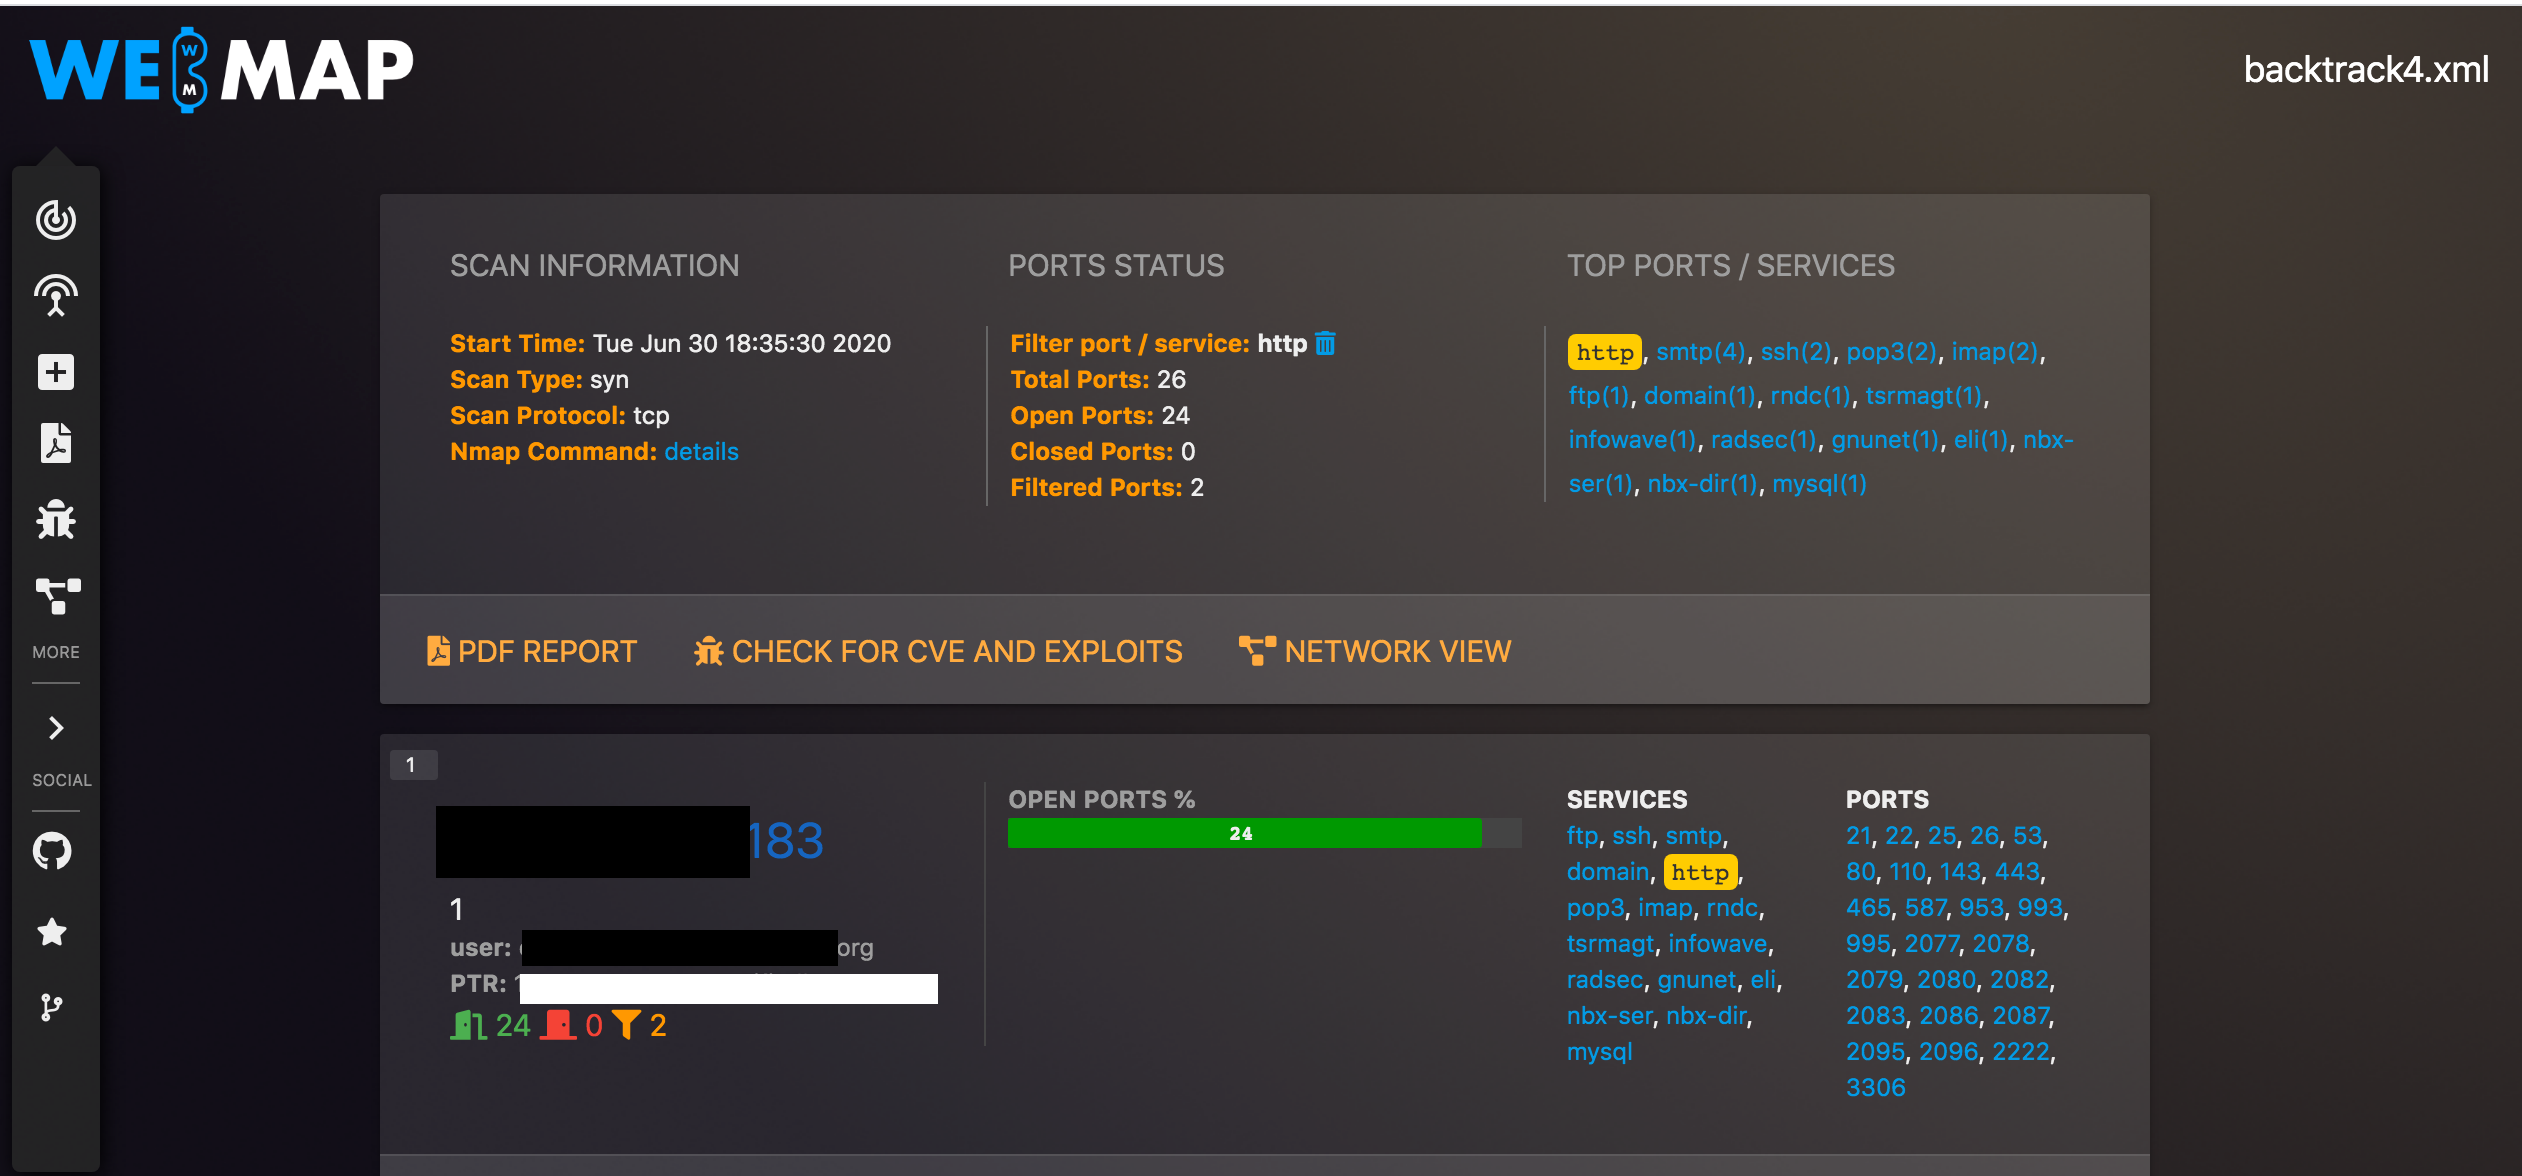 WEBMAP
W
M
backtrack4.xml
SCAN INFORMATION
Start Time: Tue Jun 30 18:35:30 2020
Scan Type: syn
Scan Protocol: tcp
Nmap Command: details
PORTS STATUS
Filter port / service: http
Total Ports: 26
Open Ports: 24
Closed Ports: 0
Filtered Ports: 2
TOP PORTS / SERVICES
http, smtp(4), ssh(2), pop3(2), imap(2),
ftp(1), domain(1), rndc(1), tsrmagt(1),
infowave(1), radsec(1), gnunet(1), eli(1), nbx-
ser(1), nbx-dir(1), mysql(1)
PDF REPORT
CHECK FOR CVE AND EXPLOITS
NETWORK VIEW
MORE
SOCIAL
1
183
1
user: org
PTR:
24 0 2
OPEN PORTS %
24
SERVICES
ftp, ssh, smtp,
domain, http,
pop3, imap, rndc,
tsrmagt, infowave,
radsec, gnunet, eli,
nbx-ser, nbx-dir,
mysql
PORTS
21, 22, 25, 26, 53,
80, 110, 143, 443,
465, 587, 953, 993,
995, 2077, 2078,
2079, 2080, 2082,
2083, 2086, 2087,
2095, 2096, 2222,
3306